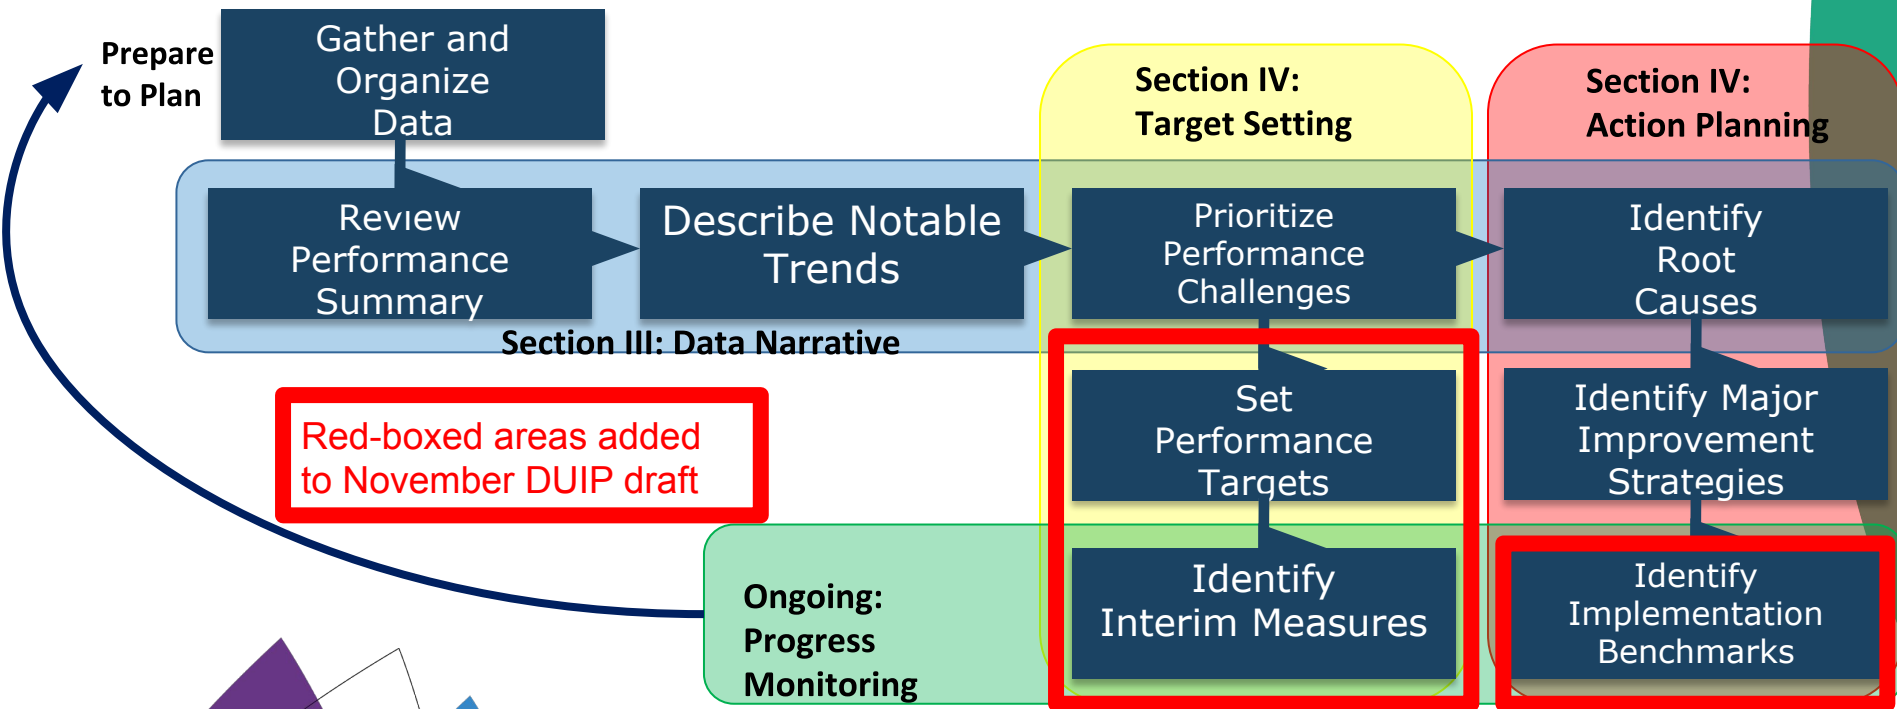 Prepare
to Plan
Gather and
Organize
Data
Section IV:
Target Setting
Section IV:
Action Planning
Review
Performance
Summary
Describe Notable
Trends
Prioritize
Performance
Challenges
Identify
Root
Causes
Section III: Data Narrative
Red-boxed areas added
to November DUIP draft
Set
Performance
Targets
Identify Major
Improvement
Strategies
Ongoing:
Progress
Monitoring
Identify
Interim Measures
Identify
Implementation
Benchmarks